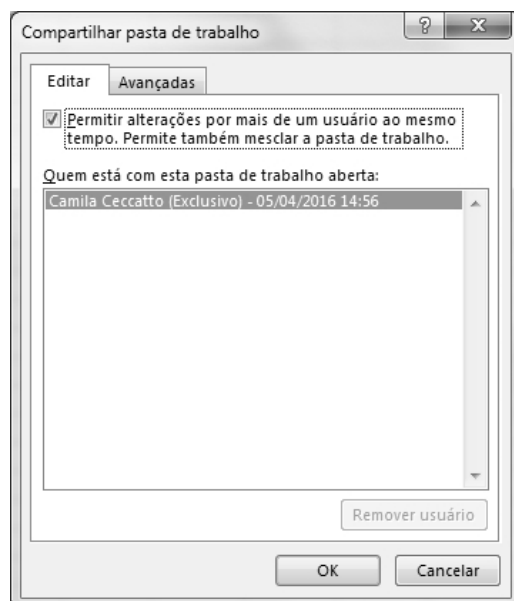 Compartilhar pasta de trabalho
Editar
Avançadas
Permitir alterações por mais de um usuário ao mesmo
tempo. Permite também mesclar a pasta de trabalho.
Quem está com esta pasta de trabalho aberta:
Camila Ceccatto (Exclusivo) - 05/04/2016 14:56
Remover usuário
OK
Cancelar